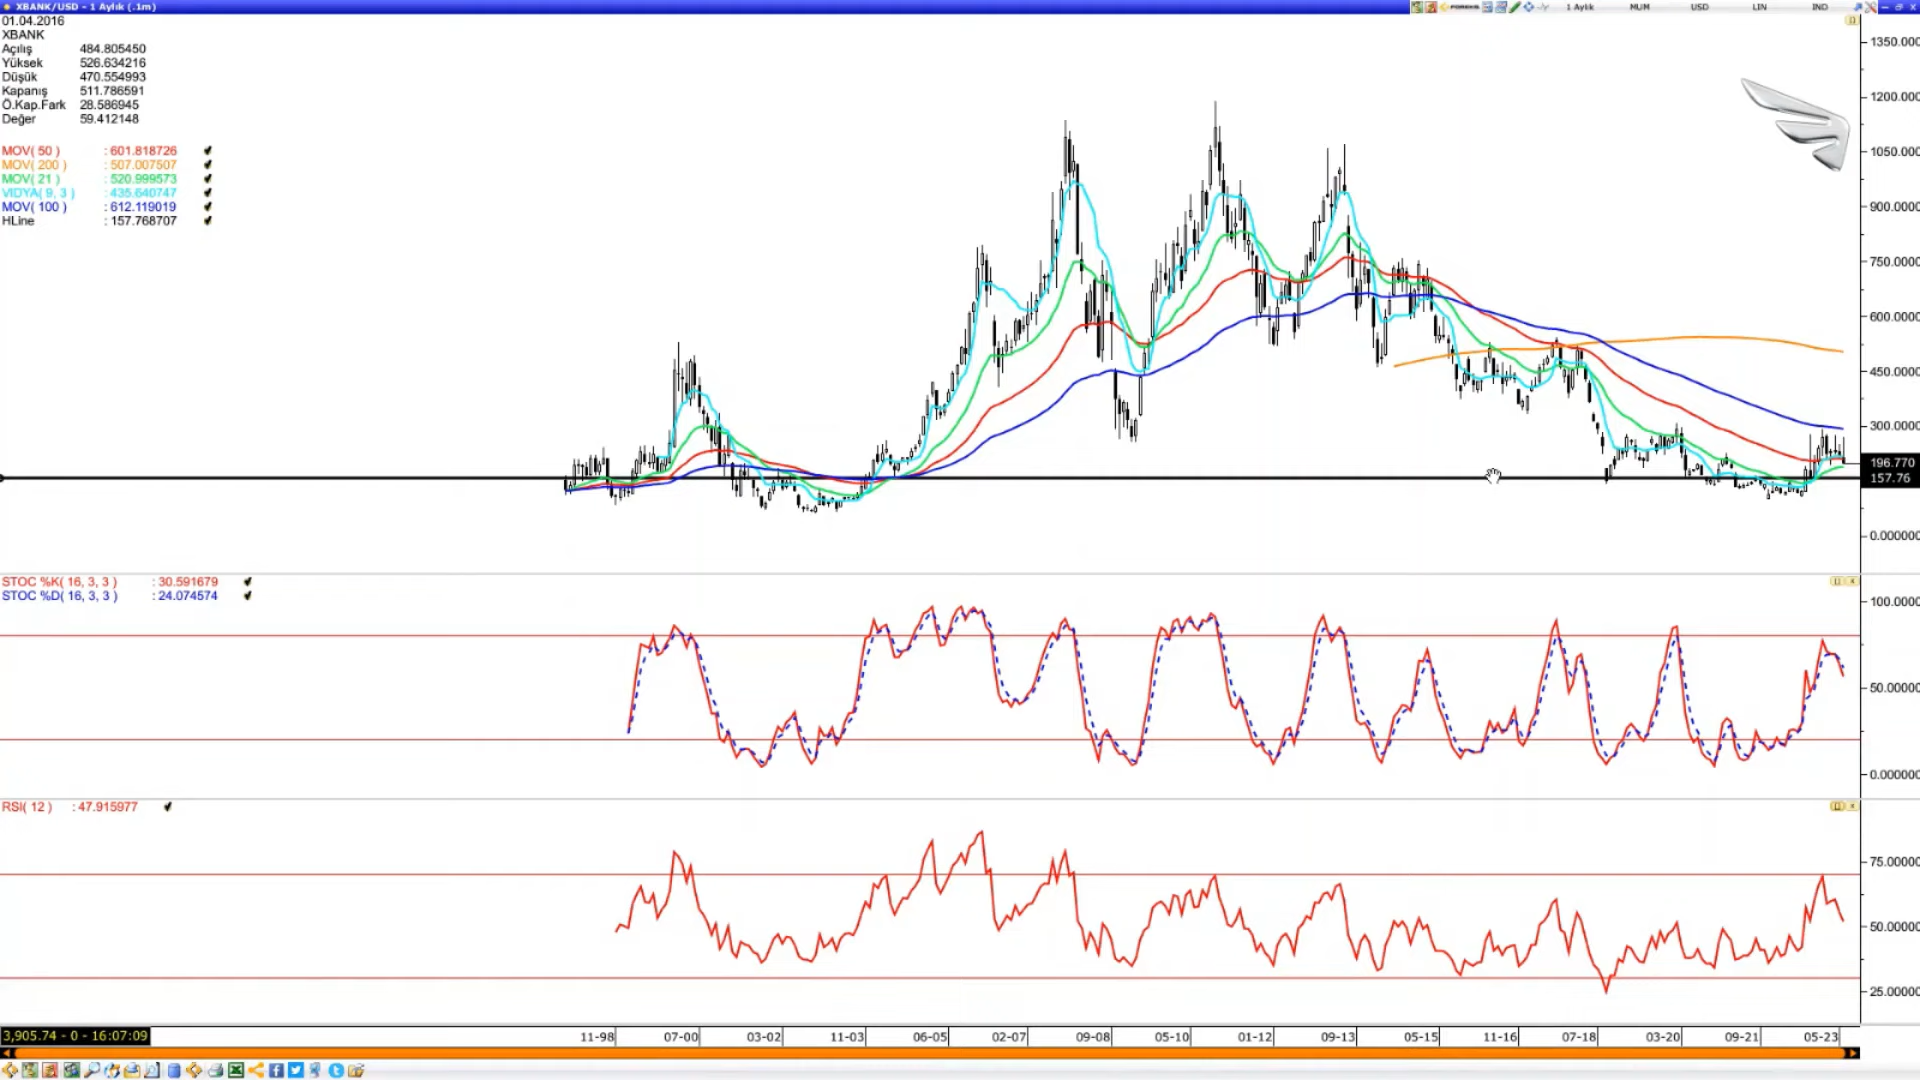 XBANK/USD - 1 Aylık (.1m)
FOREKS 1 Aylık MUM USD LIN IND
01.04.2016
XBANK
Açılış 484.805450
Yüksek 526.634216
Düşük 470.554993
Kapanış 511.786591
Ö.Kap.Fark 28.586945
Değer 59.412148
MOV( 50 ) : 601.818726
MOV( 200 ) : 507.007507
MOV( 21 ) : 520.999573
VIDYA( 9, 3 ) : 435.640747
MOV( 100 ) : 612.119019
HLine : 157.768707
1350.0000
1200.0000
1050.0000
900.0000
750.0000
600.0000
450.0000
300.0000
196.770
157.76
0.000000
STOC %K( 16, 3, 3 ) : 30.591679
STOC %D( 16, 3, 3 ) : 24.074574
100.0000
50.00000
0.000000
RSI( 12 ) : 47.915977
75.00000
50.00000
25.00000
3,905.74 - 0 - 16:07:09
11-98 07-00 03-02 11-03 06-05 02-07 09-08 05-10 01-12 09-13 05-15 11-16 07-18 03-20 09-21 05-23